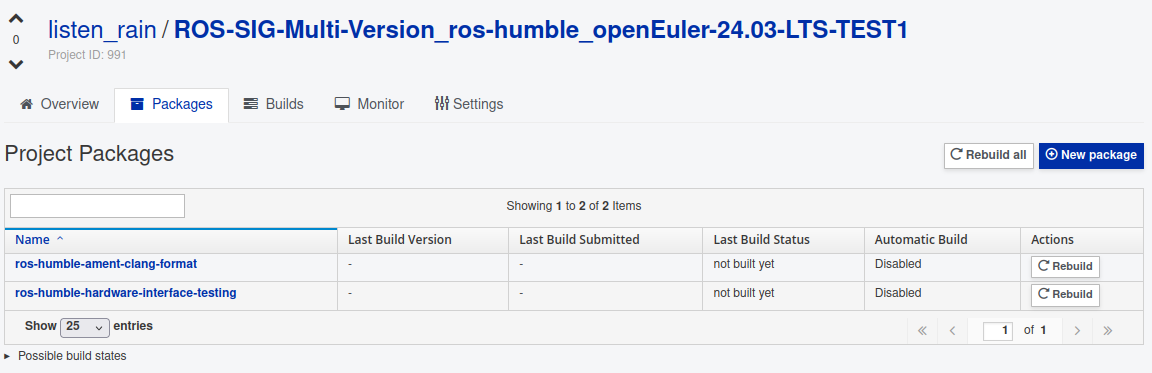 0
listen_rain / ROS-SIG-Multi-Version_ros-humble_openEuler-24.03-LTS-TEST1
Project ID: 991
Overview Packages Builds Monitor Settings
Project Packages
Rebuild all New package
Showing 1 to 2 of 2 Items
Name Last Build Version Last Build Submitted Last Build Status Automatic Build Actions
ros-humble-ament-clang-format - - not built yet Disabled Rebuild
ros-humble-hardware-interface-testing - - not built yet Disabled Rebuild
Show 25 entries « < 1 of 1 > »
Possible build states